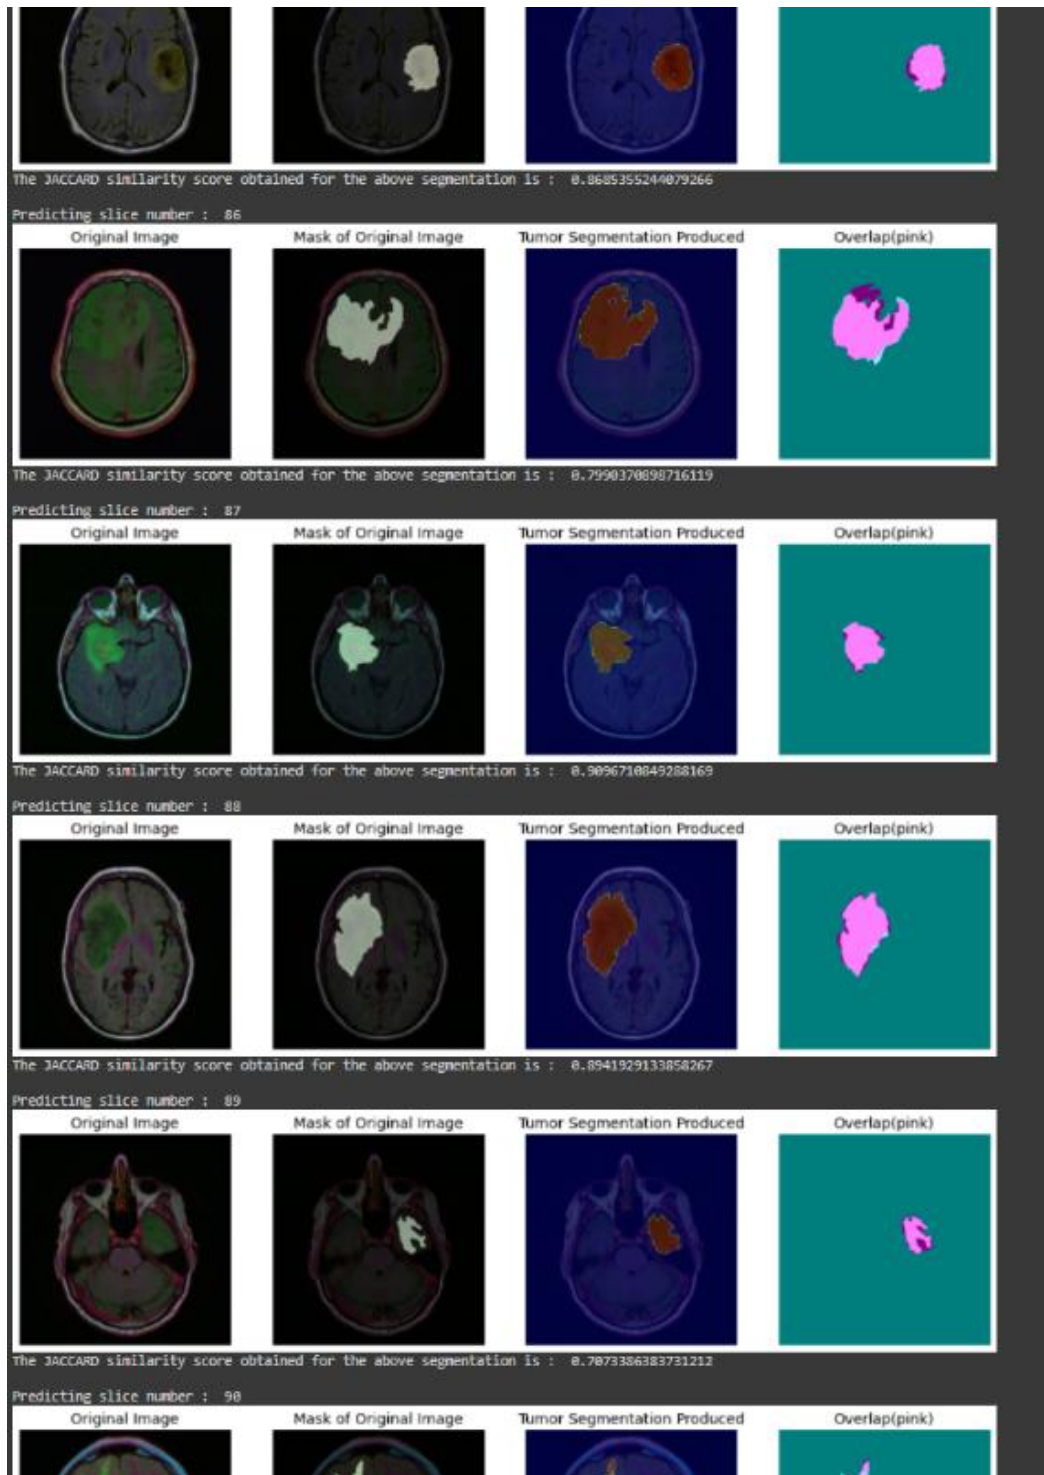 The JACCARD similarity score obtained for the above segmentation is :  0.8685355244079266
Predicting slice number :  86
Original Image Mask of Original Image Tumor Segmentation Produced Overlap(pink)
The JACCARD similarity score obtained for the above segmentation is :  0.7990370898716119
Predicting slice number :  87
Original Image Mask of Original Image Tumor Segmentation Produced Overlap(pink)
The JACCARD similarity score obtained for the above segmentation is :  0.9096710849288169
Predicting slice number :  88
Original Image Mask of Original Image Tumor Segmentation Produced Overlap(pink)
The JACCARD similarity score obtained for the above segmentation is :  0.8941929133858267
Predicting slice number :  89
Original Image Mask of Original Image Tumor Segmentation Produced Overlap(pink)
The JACCARD similarity score obtained for the above segmentation is :  0.7073386383731212
Predicting slice number :  90
Original Image Mask of Original Image Tumor Segmentation Produced Overlap(pink)